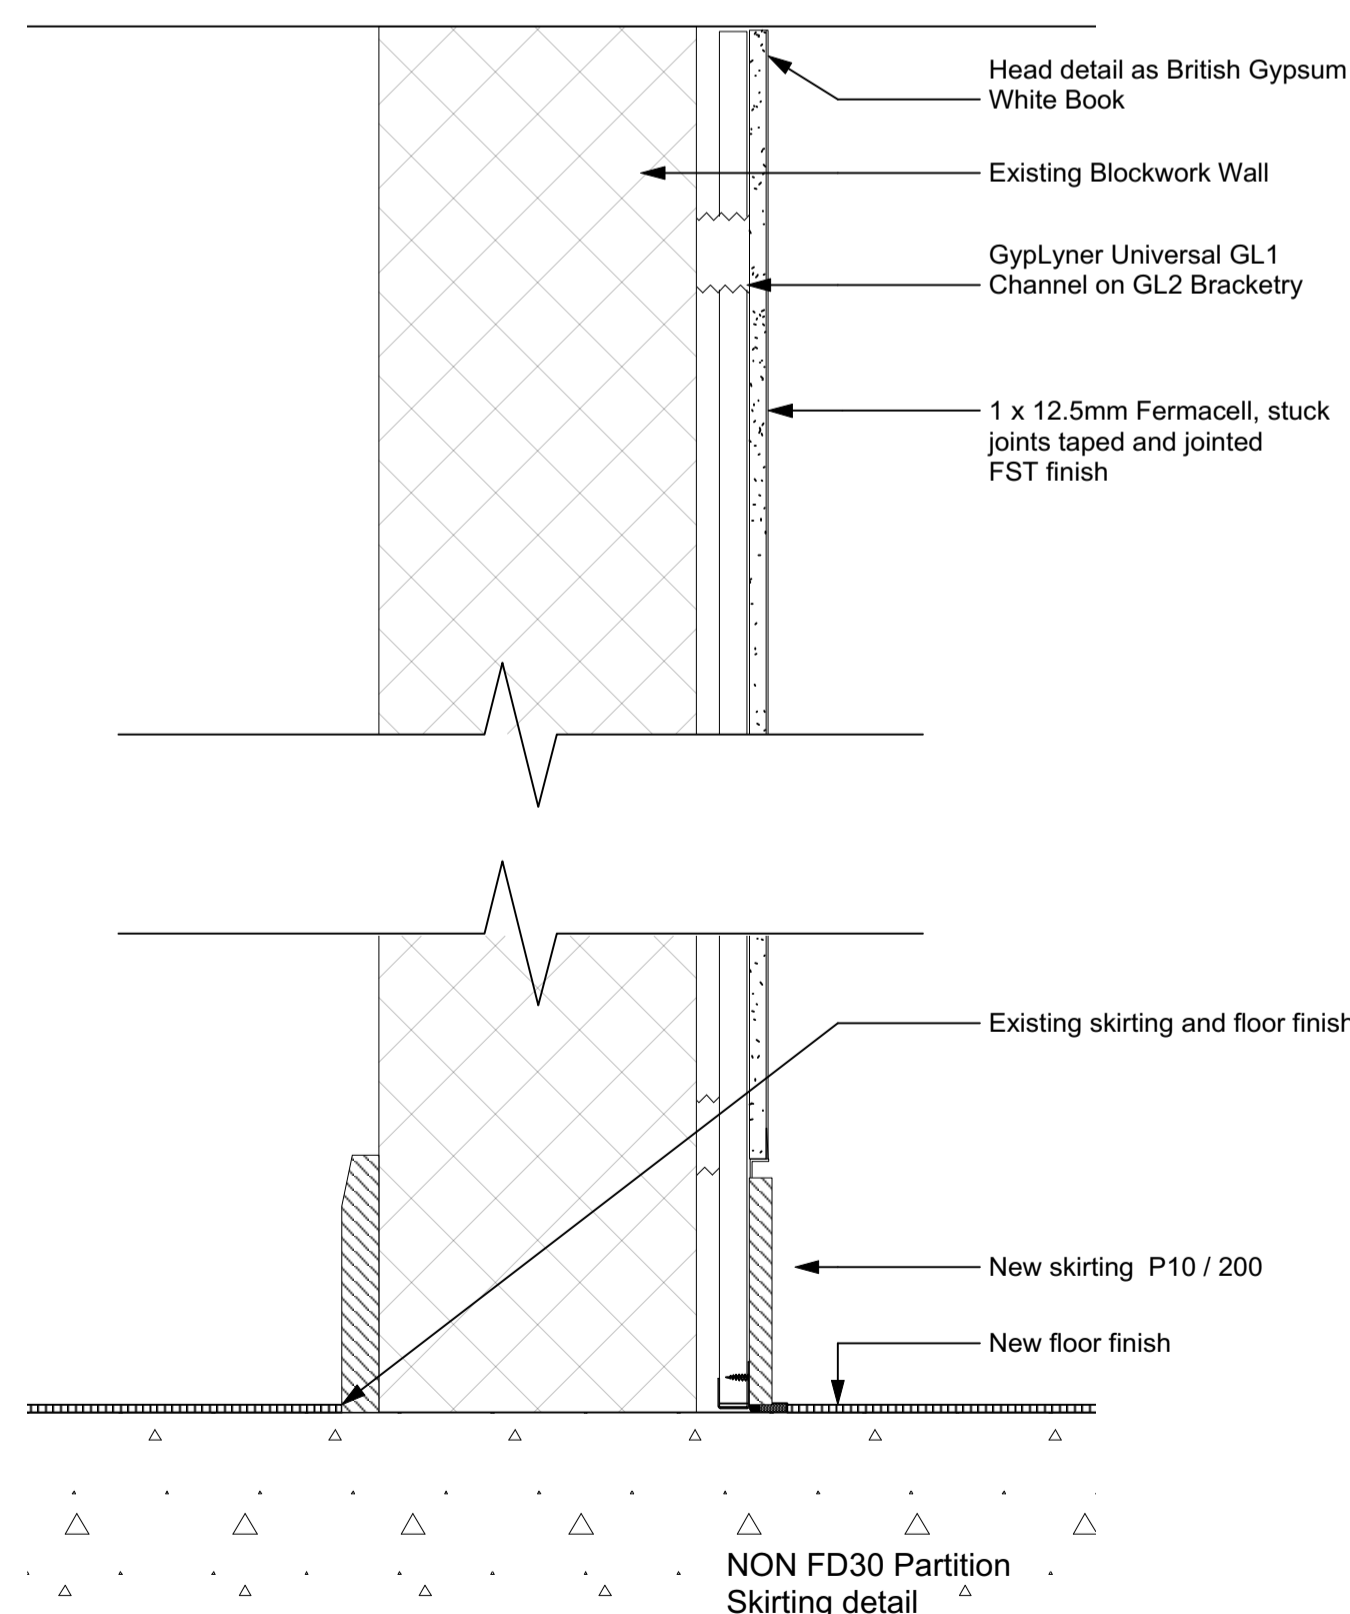 Head detail as British Gypsum
White Book
Existing Blockwork Wall
GypLyner Universal GL1
Channel on GL2 Bracketry
1 x 12.5mm Fermacell, stuck
joints taped and jointed
FST finish
Existing skirting and floor finish
New skirting P10 / 200
New floor finish
NON FD30 Partition
Skirting detail